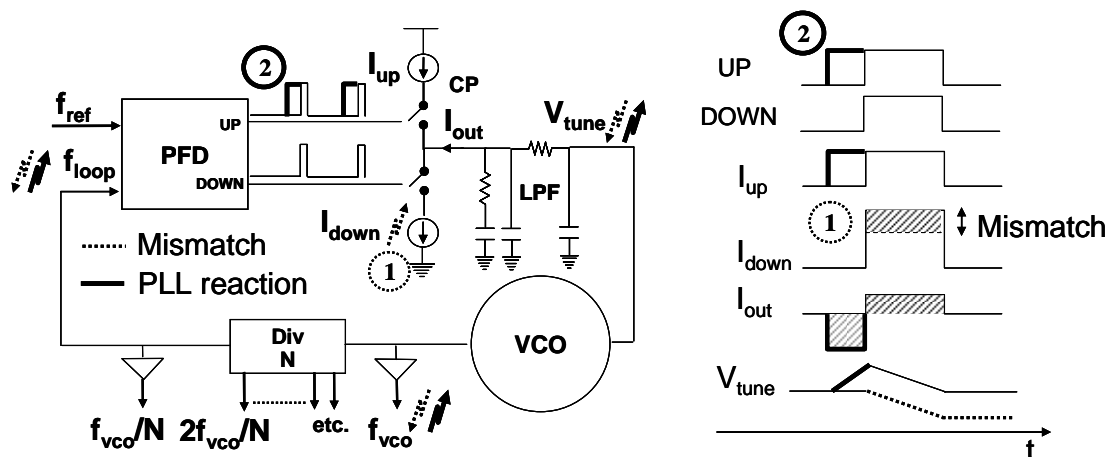 2
I_up
CP
f_ref
UP
I_out
V_tune
PFD
f_loop
DOWN
LPF
I_down
1
Mismatch
PLL reaction
Div
N
VCO
f_vco/N
2f_vco/N
etc.
f_vco
2
UP
DOWN
I_up
1
Mismatch
I_down
I_out
V_tune
t